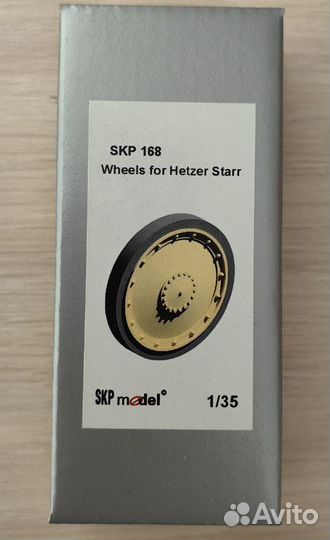 SKP 168
Wheels for Hetzer Starr
SKP model°
1/35
Avito